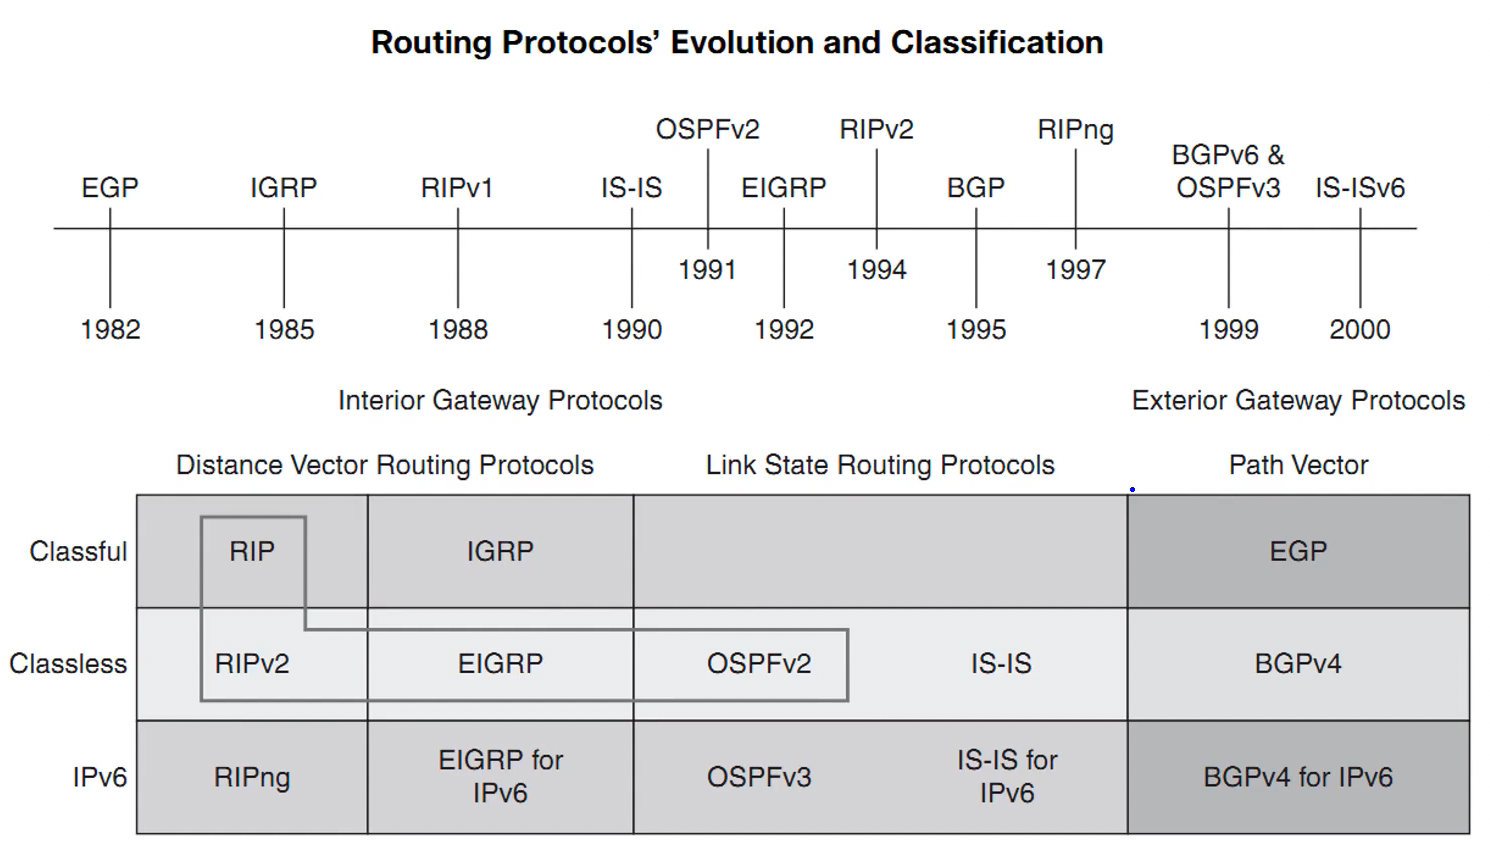 Routing Protocols’ Evolution and Classification
OSPFv2 RIPv2 RIPng
BGPv6 &
EGP IGRP RIPv1 IS-IS EIGRP BGP OSPFv3 IS-ISv6
1991 1994 1997
1982 1985 1988 1990 1992 1995 1999 2000
Interior Gateway Protocols Exterior Gateway Protocols
Distance Vector Routing Protocols Link State Routing Protocols Path Vector
Classful RIP IGRP EGP
Classless RIPv2 EIGRP OSPFv2 IS-IS BGPv4
EIGRP for IS-IS for
IPv6 RIPng OSPFv3 BGPv4 for IPv6
IPv6 IPv6